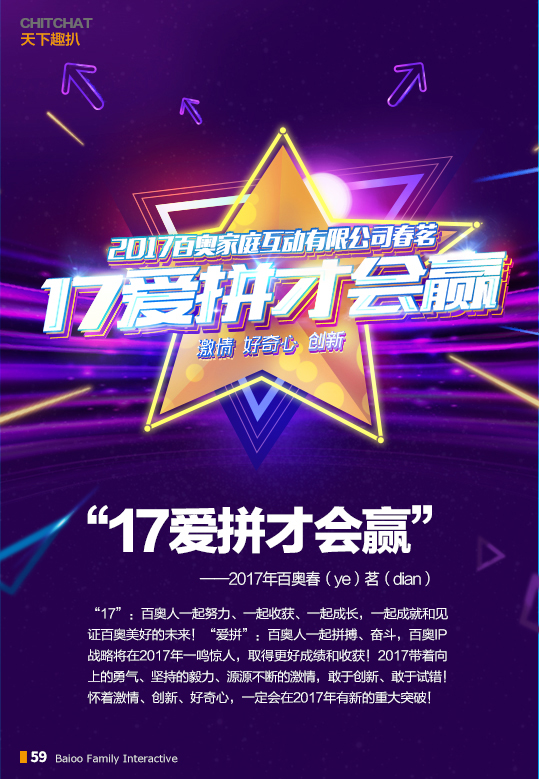 CHITCHAT
天下趣扒
2017百奥家庭互动有限公司春茗
17爱拼才会赢
激情 好奇心 创新
“17爱拼才会赢”
——2017年百奥春（ye）茗（dian）
“17”：百奥人一起努力、一起收获、一起成长，一起成就和见
证百奥美好的未来！“爱拼”：百奥人一起拼搏、奋斗，百奥IP
战略将在2017年一鸣惊人，取得更好成绩和收获！2017带着向
上的勇气、坚持的毅力、源源不断的激情，敢于创新、敢于试错！
怀着激情、创新、好奇心，一定会在2017年有新的重大突破！
59 Baioo Family Interactive